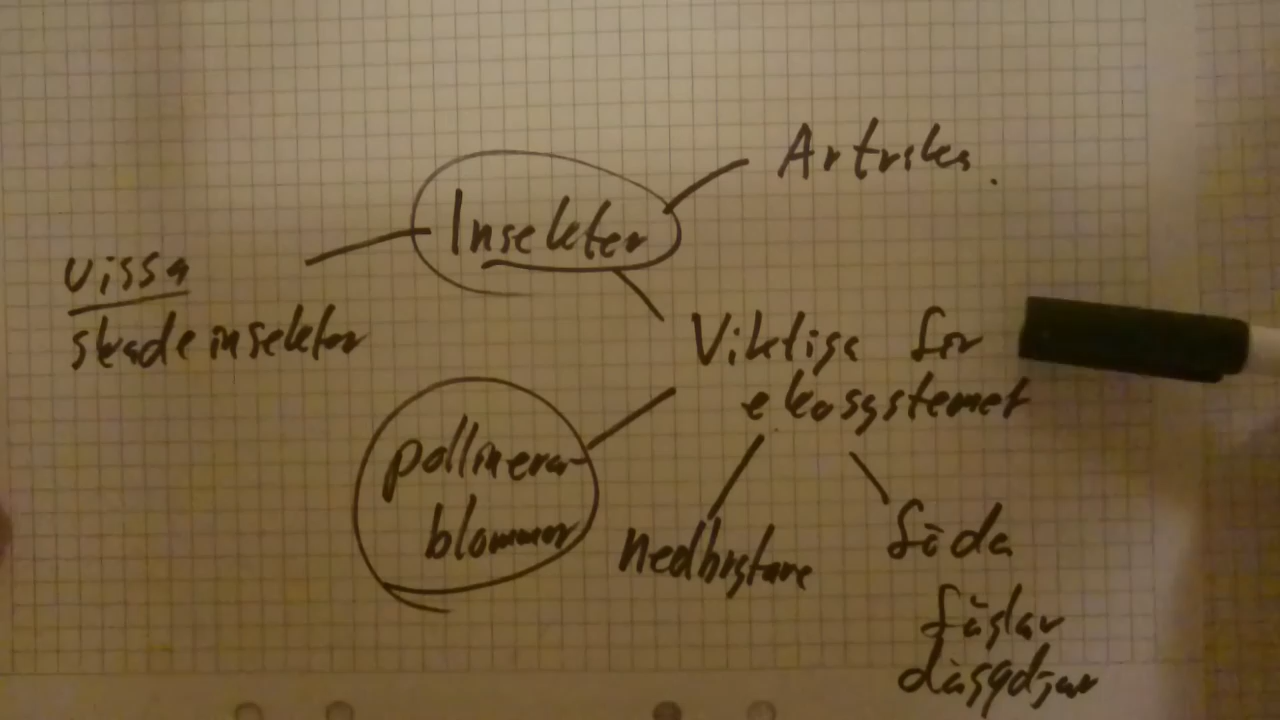 Artrika.
Insekter
vissa
skadeinsekter
Viktiga för
ekosystemet
pollinera
blommor
nedbrytare
föda
fåglar
däggdjur